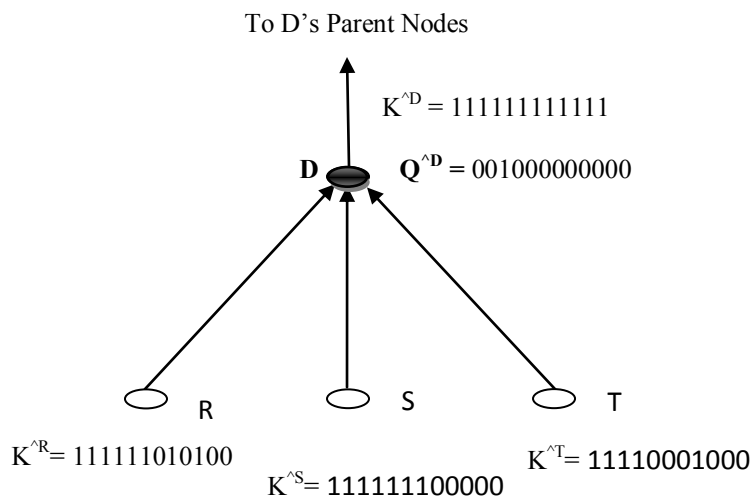 To D's Parent Nodes
K^D = 111111111111
D Q^D = 001000000000
R S T
K^R= 111111010100 K^T= 11110001000
K^S= 111111100000